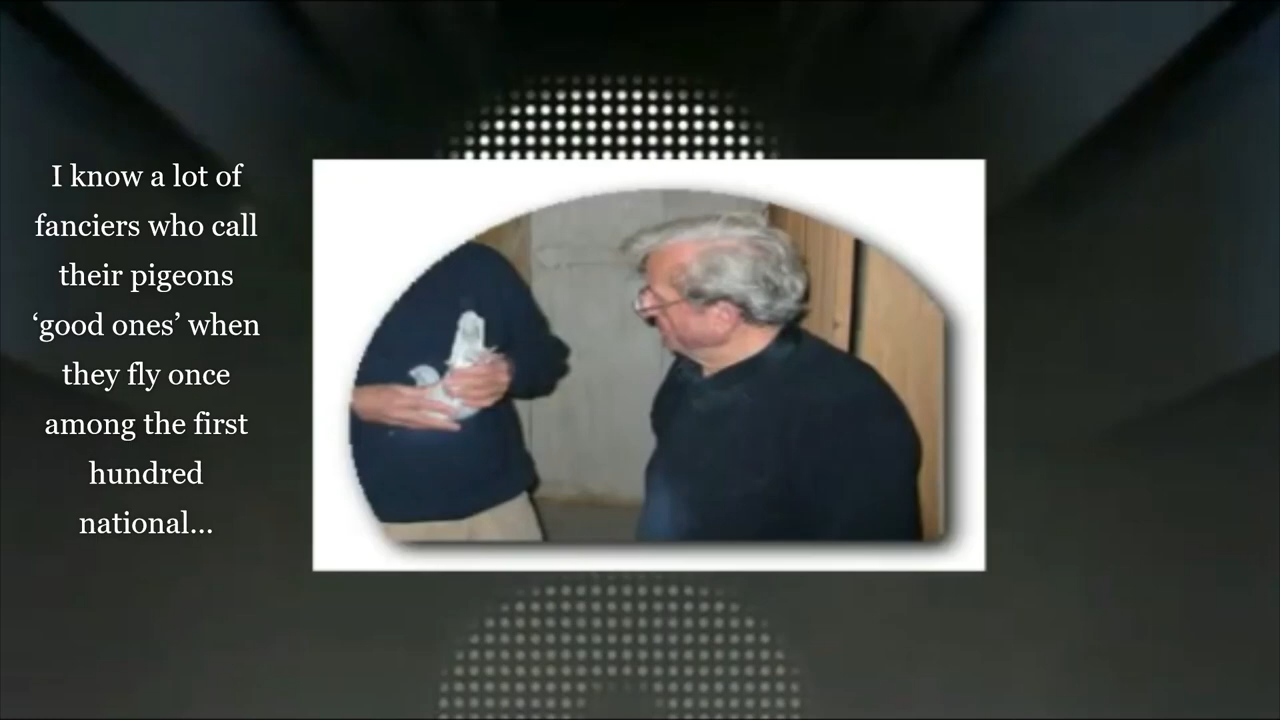 I know a lot of
fanciers who call
their pigeons
‘good ones’ when
they fly once
among the first
hundred
national...